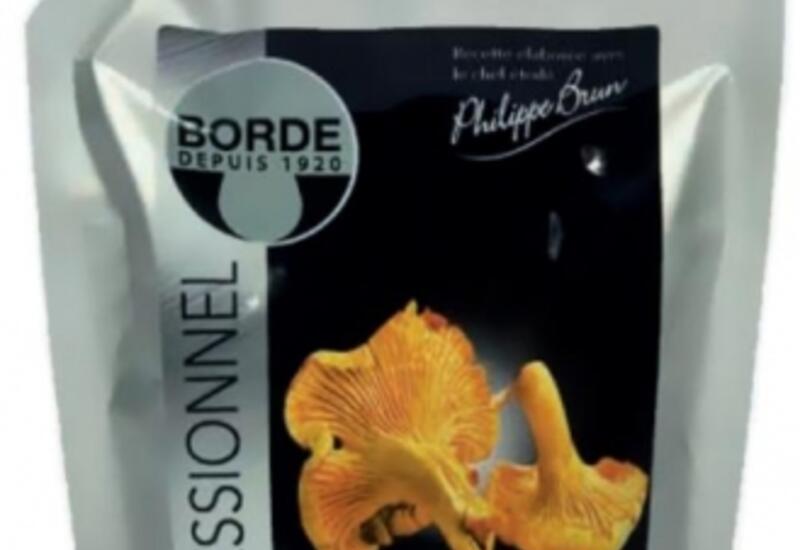 Recette élaborée avec
le chef étoilé
Philippe Brun
BORDE
DEPUIS 1920
SSIONNEL